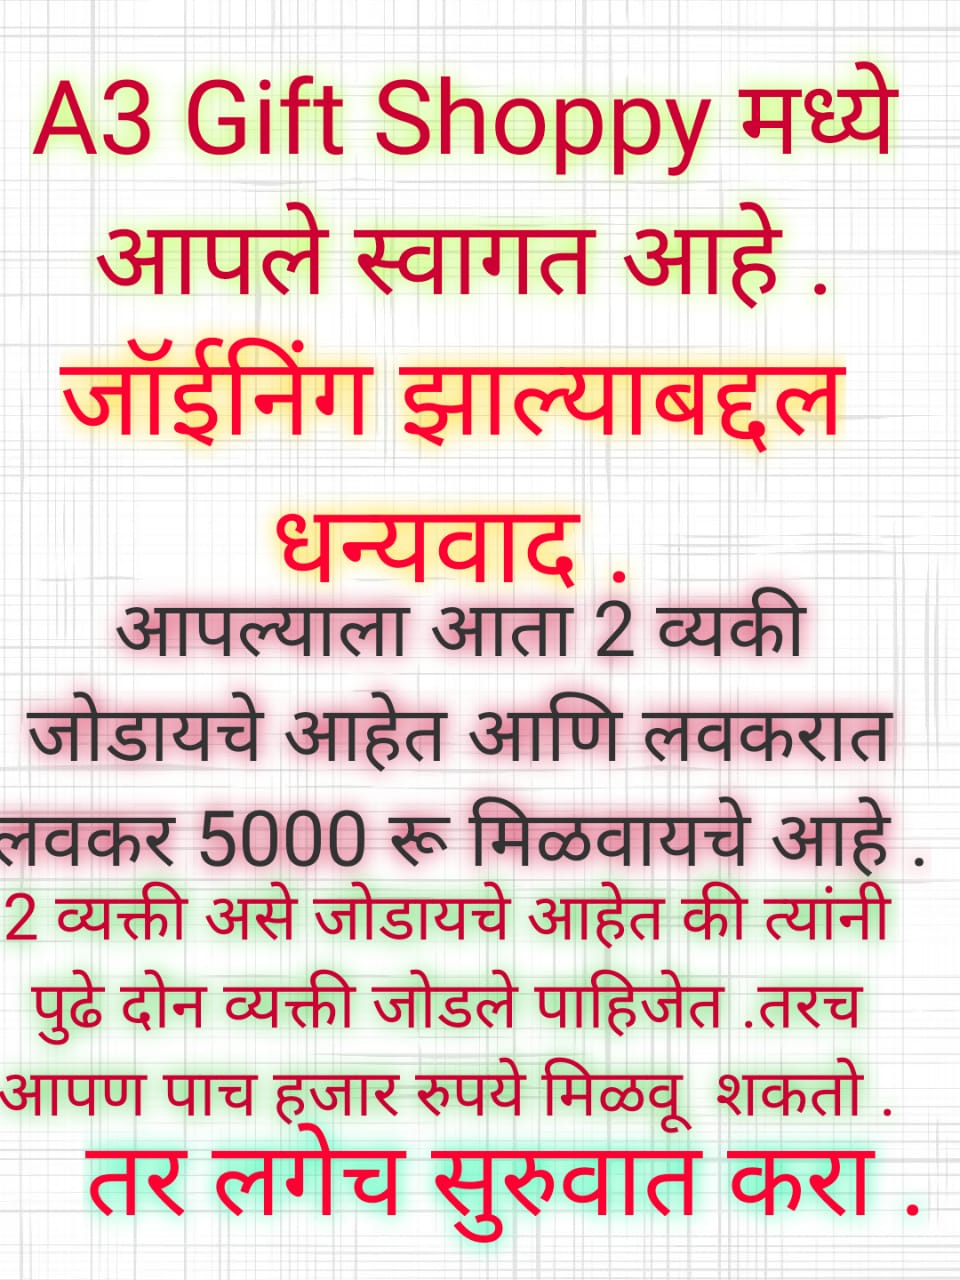 A3 Gift Shoppy मध्ये
आपले स्वागत आहे .
जॉईनिंग झाल्याबद्दल
धन्यवाद .
आपल्याला आता 2 व्यकी
जोडायचे आहेत आणि लवकरात
लवकर 5000 रू मिळवायचे आहे .
2 व्यक्ती असे जोडायचे आहेत की त्यांनी
पुढे दोन व्यक्ती जोडले पाहिजेत .तरच
आपण पाच हजार रुपये मिळवू शकतो .
तर लगेच सुरुवात करा .